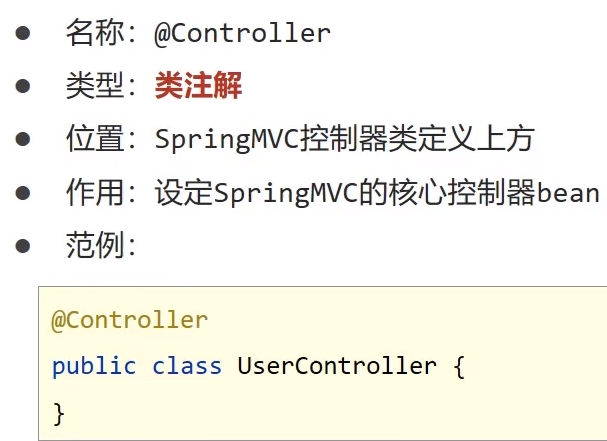 ● 名称：@Controller
● 类型：类注解
● 位置：SpringMVC控制器类定义上方
● 作用：设定SpringMVC的核心控制器bean
● 范例：
@Controller
public class UserController {
}